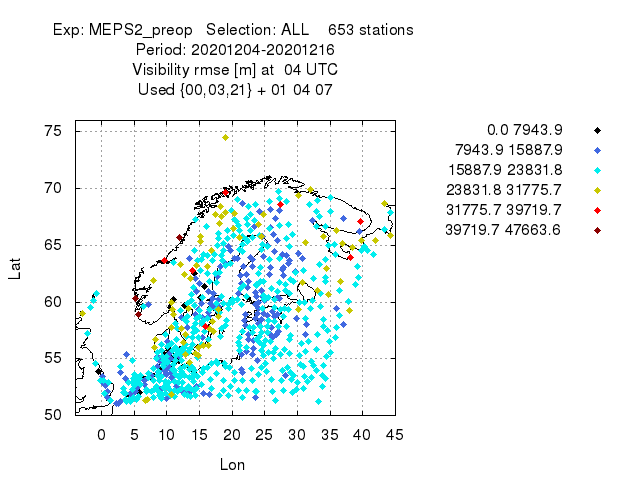 Exp: MEPS2_preop   Selection: ALL    653 stations
Period: 20201204-20201216
Visibility rmse [m] at  04 UTC
Used {00,03,21} + 01 04 07
0.0 7943.9
7943.9 15887.9
15887.9 23831.8
23831.8 31775.7
31775.7 39719.7
39719.7 47663.6
75
70
65
60
55
50
Lat
0 5 10 15 20 25 30 35 40 45
Lon